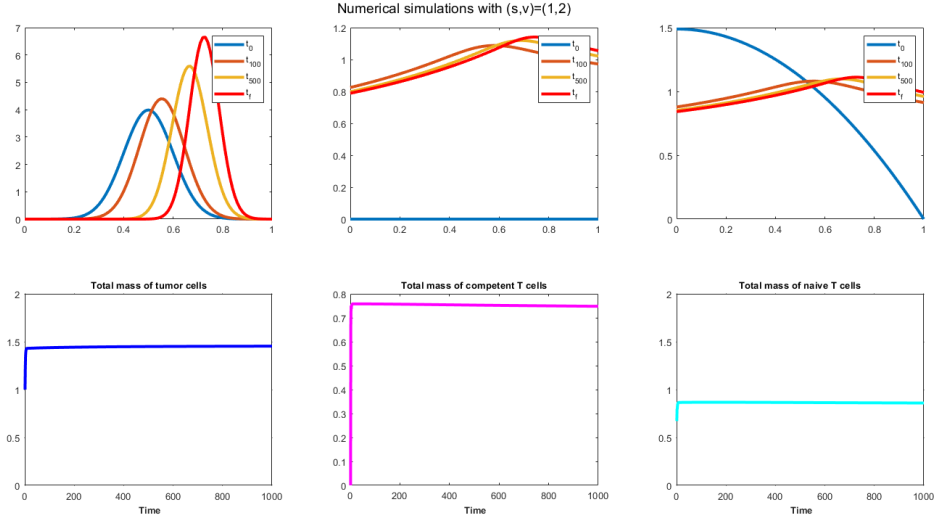 Numerical simulations with (s,v)=(1,2)
7
6
5
4
3
2
1
0
0 0.2 0.4 0.6 0.8 1
t0
t100
t500
tf
1.2
1
0.8
0.6
0.4
0.2
0
0 0.2 0.4 0.6 0.8 1
t0
t100
t500
tf
1.5
1
0.5
0
0 0.2 0.4 0.6 0.8 1
t0
t100
t500
tf
Total mass of tumor cells
2
1.5
1
0.5
0
0 200 400 600 800 1000
Time
Total mass of competent T cells
0.8
0.7
0.6
0.5
0.4
0.3
0.2
0.1
0
0 200 400 600 800 1000
Time
Total mass of naive T cells
2
1.5
1
0.5
0
0 200 400 600 800 1000
Time